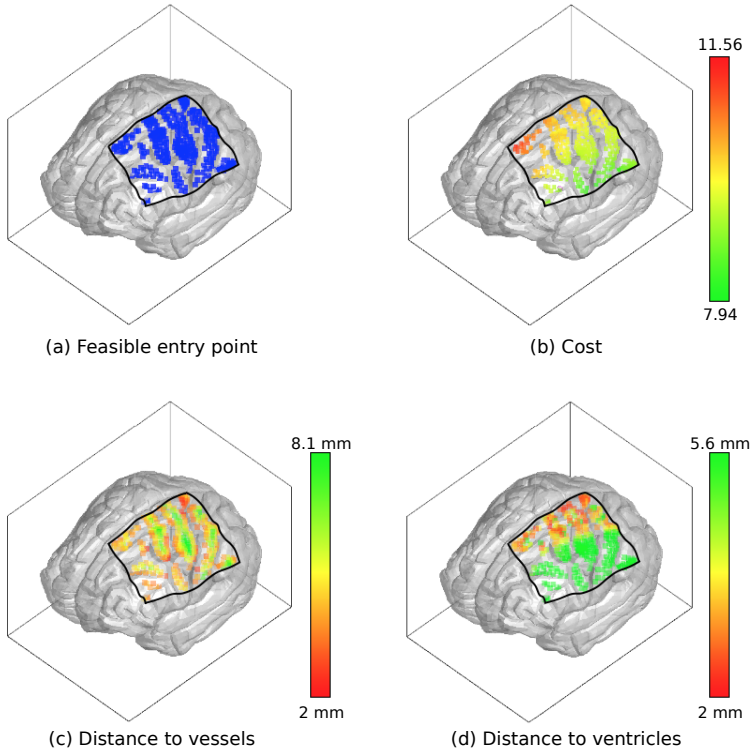 11.56
7.94
(a) Feasible entry point
(b) Cost
8.1 mm
5.6 mm
2 mm
2 mm
(c) Distance to vessels
(d) Distance to ventricles